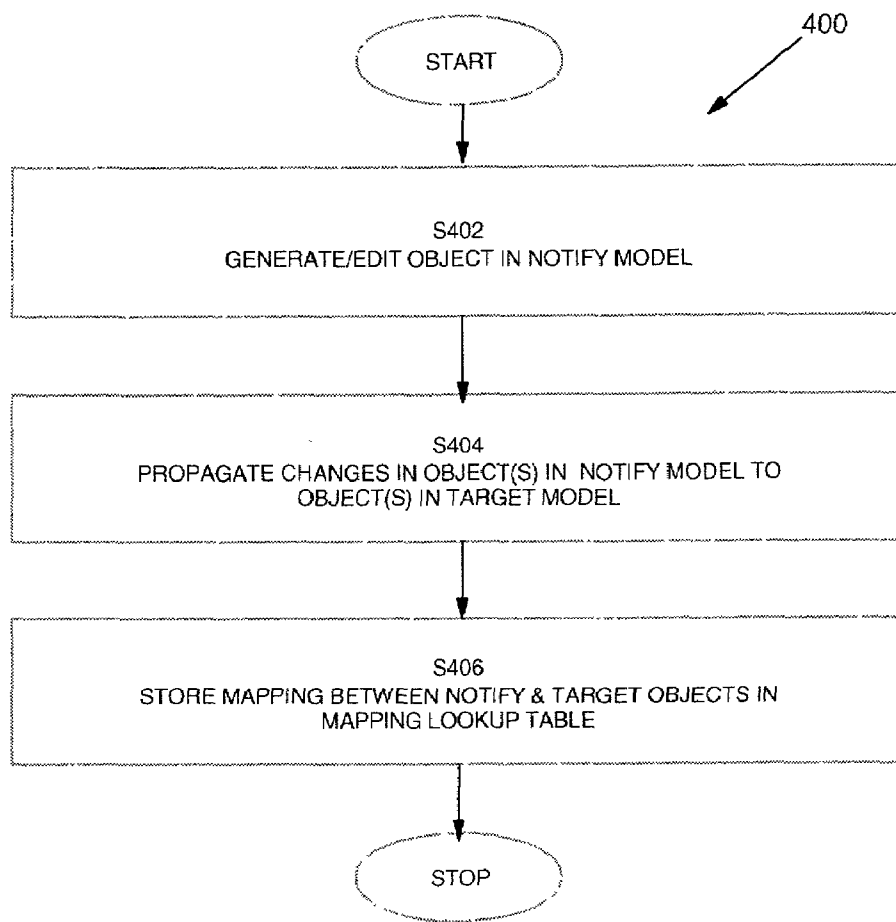 400
START
S402
GENERATE/EDIT OBJECT IN NOTIFY MODEL
S404
PROPAGATE CHANGES IN OBJECT(S) IN NOTIFY MODEL TO
OBJECT(S) IN TARGET MODEL
S406
STORE MAPPING BETWEEN NOTIFY & TARGET OBJECTS IN
MAPPING LOOKUP TABLE
STOP